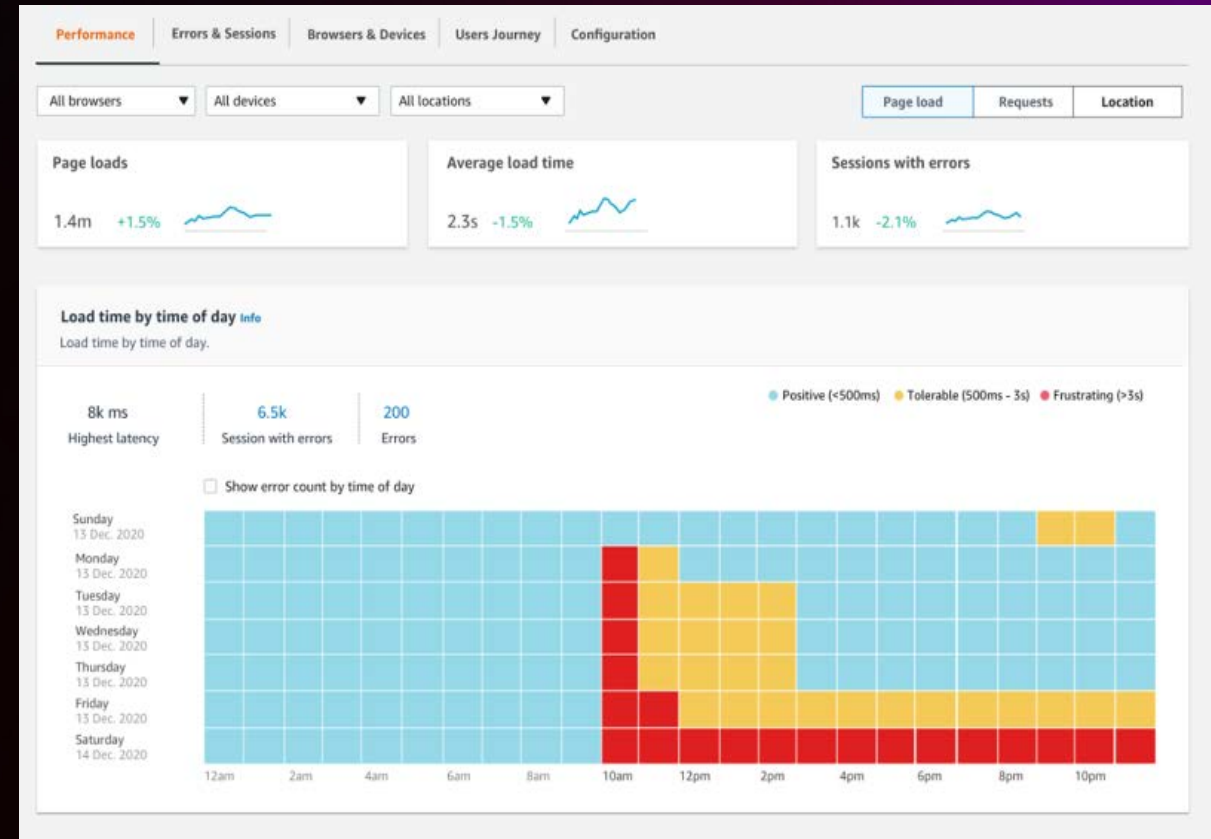 Performance Errors & Sessions Browsers & Devices Users Journey Configuration
All browsers All devices All locations Page load Requests Location
Page loads Average load time Sessions with errors
1.4m +1.5% 2.3s -1.5% 1.1k -2.1%
Load time by time of day Info
Load time by time of day.
Positive (<500ms) Tolerable (500ms - 3s) Frustrating (>3s)
8k ms 6.5k 200
Highest latency Session with errors Errors
Show error count by time of day
Sunday
13 Dec. 2020
Monday
13 Dec. 2020
Tuesday
13 Dec. 2020
Wednesday
13 Dec. 2020
Thursday
13 Dec. 2020
Friday
13 Dec. 2020
Saturday
14 Dec. 2020
12am 2am 4am 6am 8am 10am 12pm 2pm 4pm 6pm 8pm 10pm